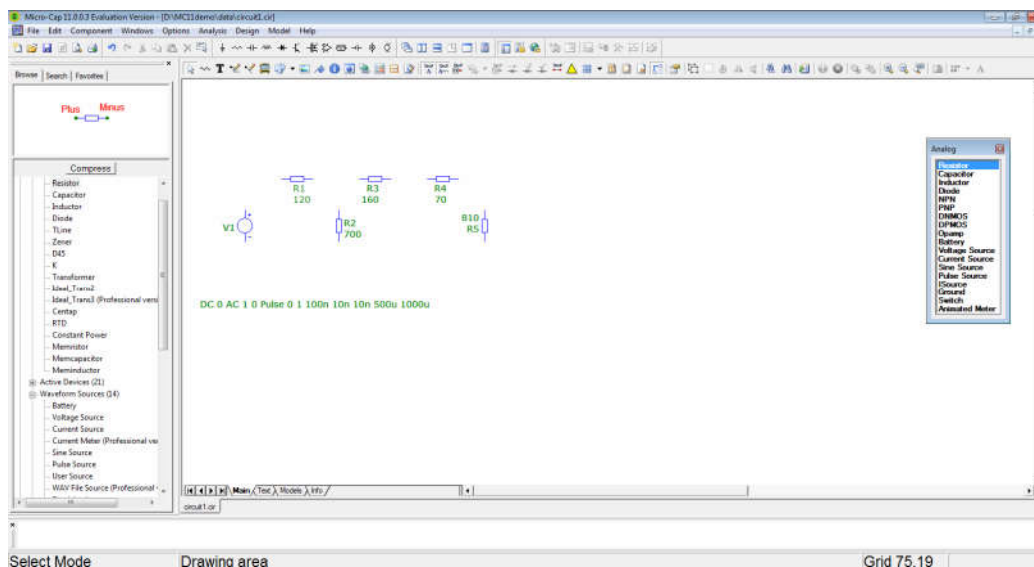 Micro-Cap 11.0.0.3 Evaluation Version - [D:\MC11demo\data\circuit1.cir]
File Edit Component Windows Options Analysis Design Model Help
Browse Search Favorites
Plus Minus
Compress
Resistor
Capacitor
Inductor
Diode
TLine
Zener
D45
K
Transformer
Ideal_Trans2
Ideal_Trans3 (Professional vers
Centap
RTD
Constant Power
Memristor
Memcapacitor
Meminductor
Active Devices (21)
Waveform Sources (14)
Battery
Voltage Source
Current Source
Current Meter (Professional ve
Sine Source
Pulse Source
User Source
WAV File Source (Professional
R1
120
R3
160
R4
70
V1
R2
700
810
R5
DC 0 AC 1 0 Pulse 0 1 100n 10n 10n 500u 1000u
Analog
Resistor
Capacitor
Inductor
Diode
NPN
PNP
DNMOS
DPMOS
Opamp
Battery
Voltage Source
Current Source
Sine Source
Pulse Source
ISource
Ground
Switch
Animated Meter
Main Text Models Info
circuit1.cir
Select Mode
Drawing area
Grid 75,19